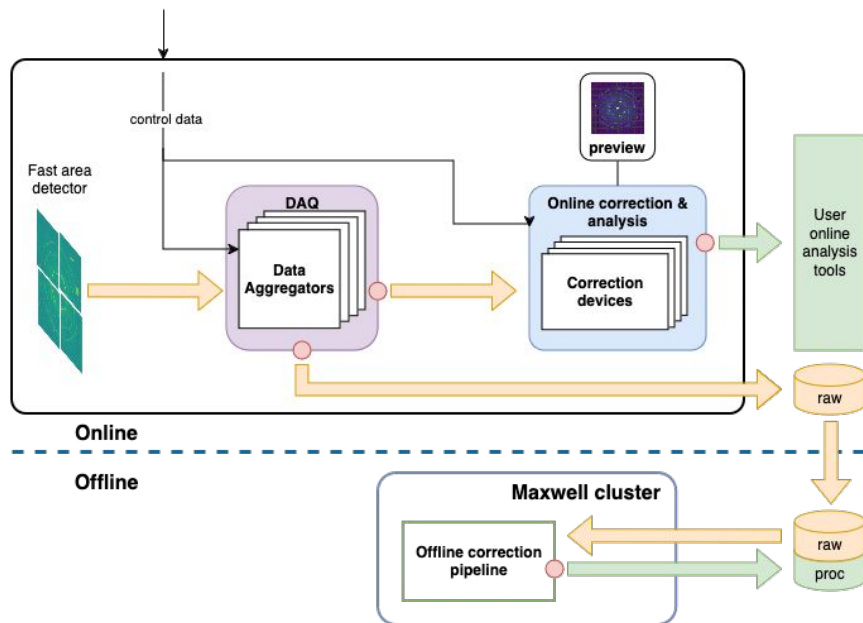 control data
preview
Fast area
detector
DAQ
Data
Aggregators
Online correction &
analysis
Correction
devices
User
online
analysis
tools
raw
Online
Offline
Maxwell cluster
Offline correction
pipeline
raw
proc